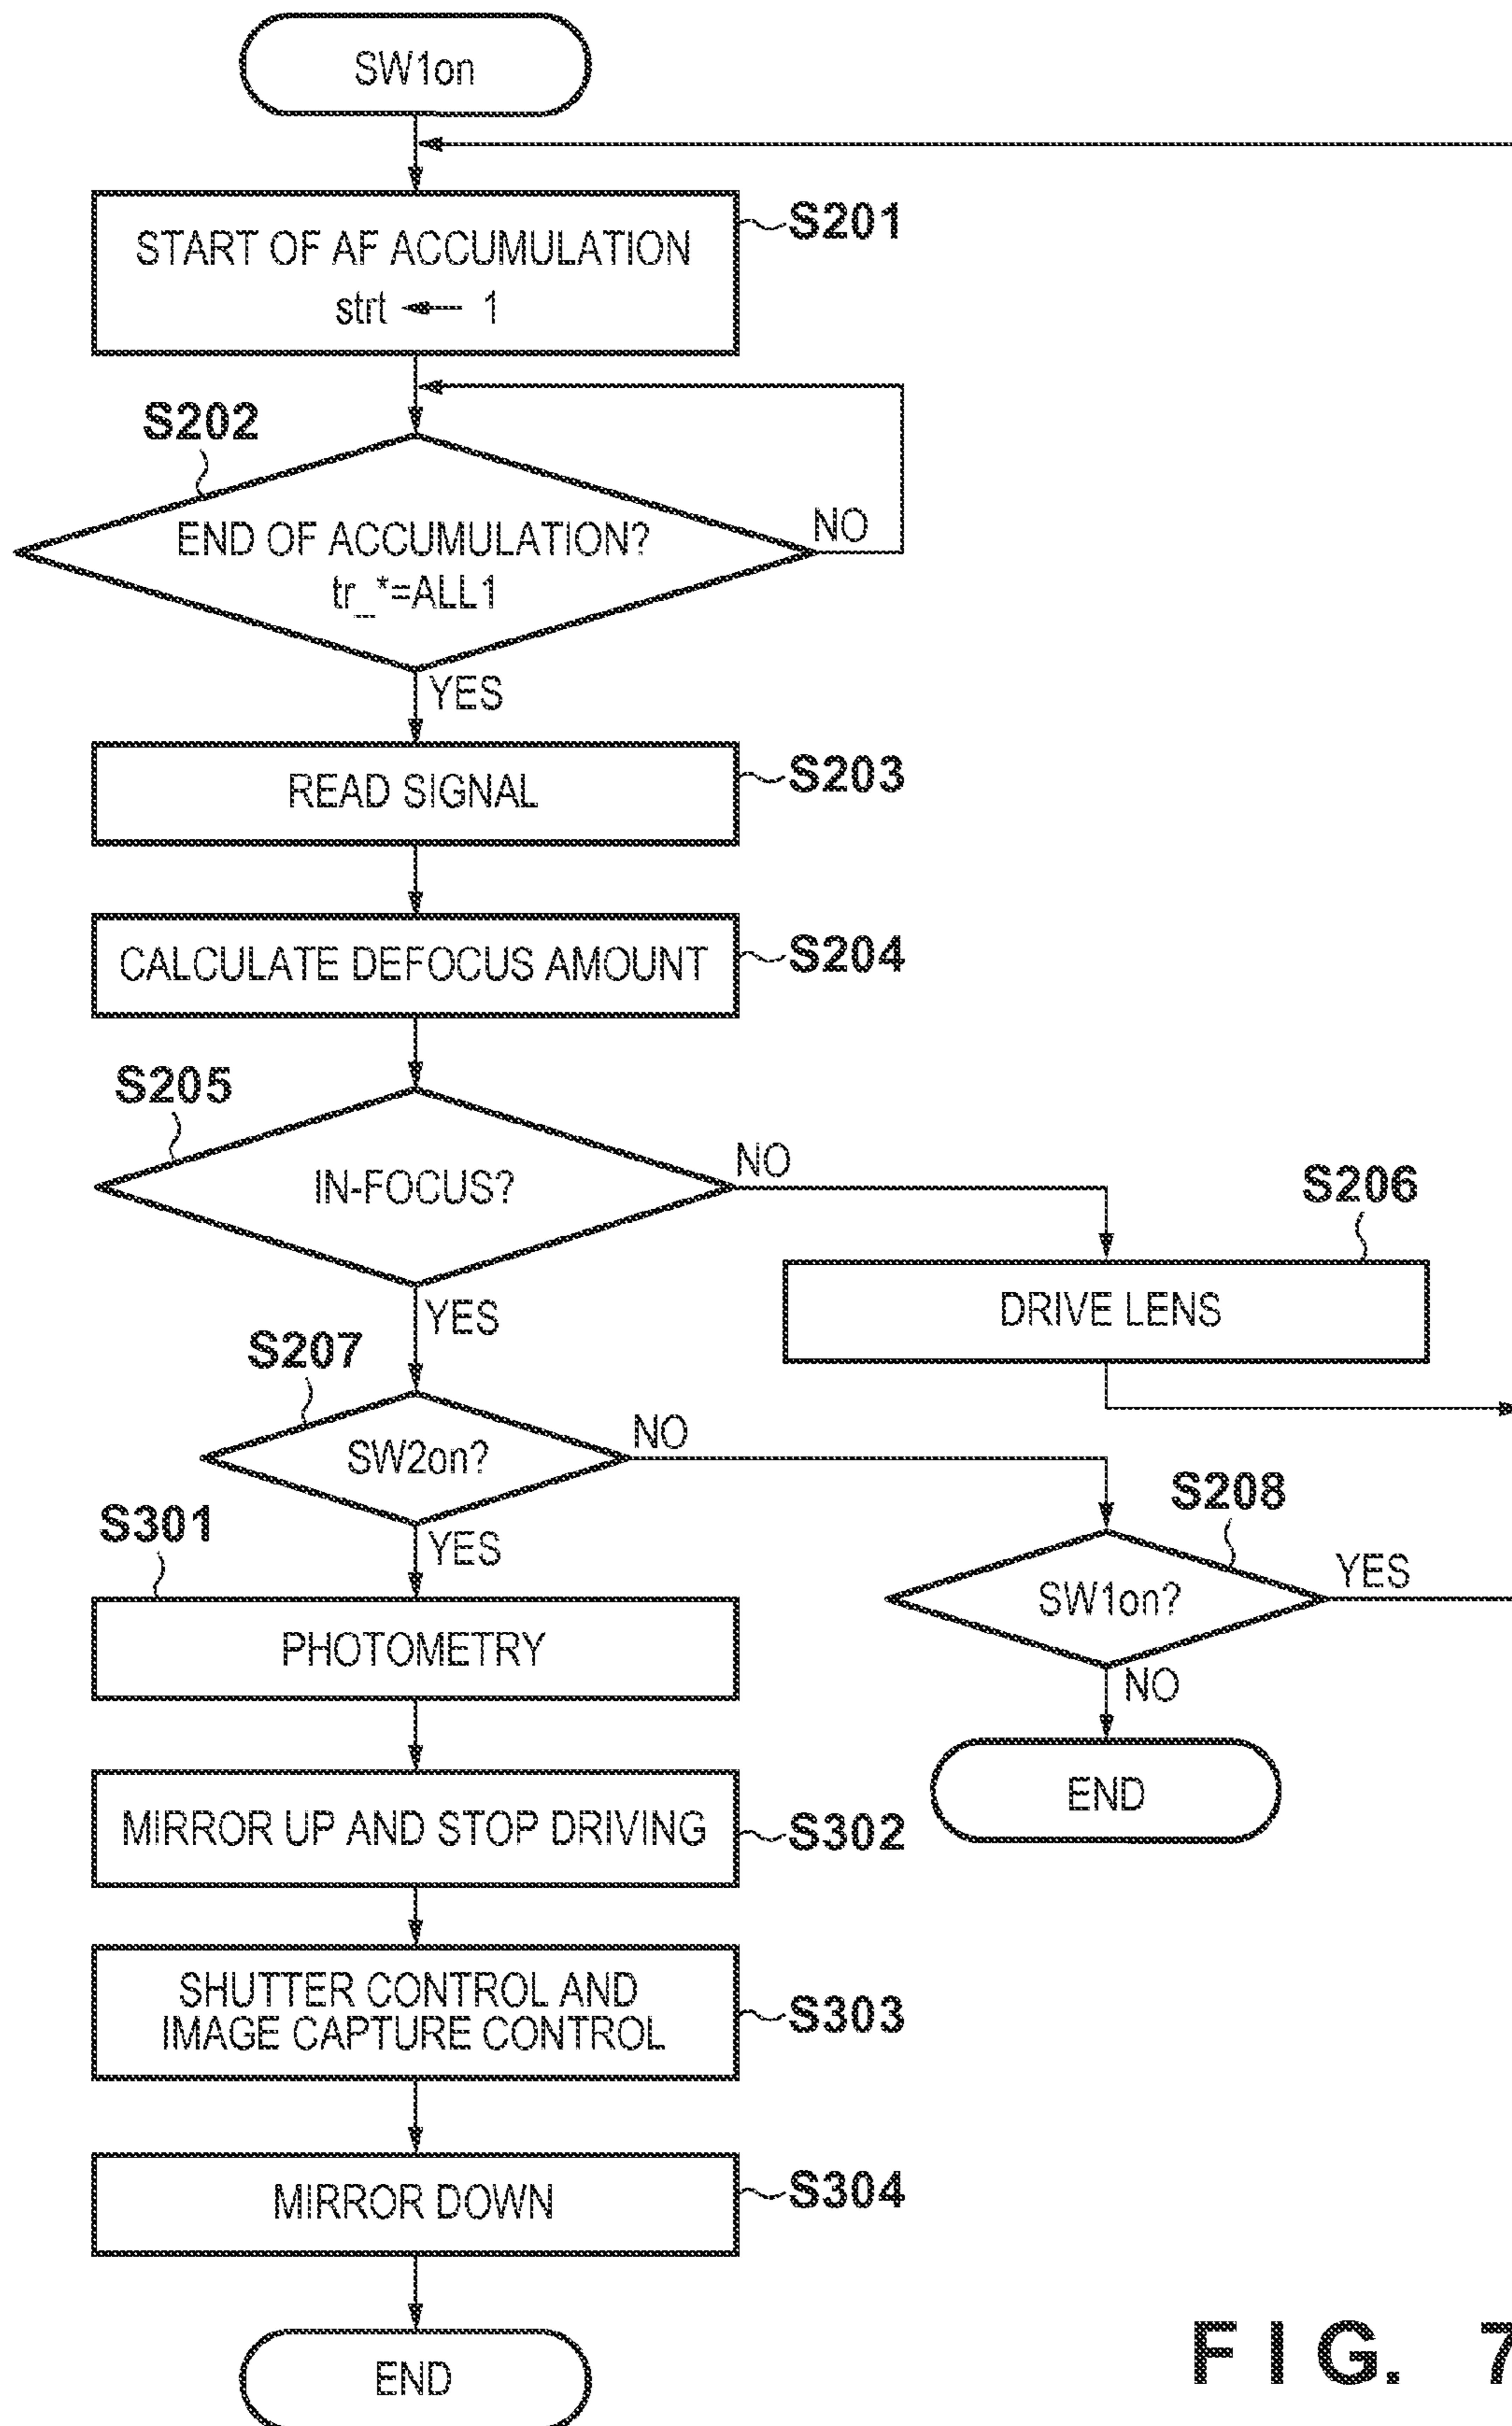 SW1on
START OF AF ACCUMULATION
strt ← 1
S201
S202
END OF ACCUMULATION?
tr_*=ALL1
NO
YES
READ SIGNAL
S203
CALCULATE DEFOCUS AMOUNT
S204
S205
IN-FOCUS?
NO
YES
S206
DRIVE LENS
S207
SW2on?
NO
YES
S208
SW1on?
YES
NO
END
S301
PHOTOMETRY
MIRROR UP AND STOP DRIVING
S302
SHUTTER CONTROL AND
IMAGE CAPTURE CONTROL
S303
MIRROR DOWN
S304
END
FIG. 7